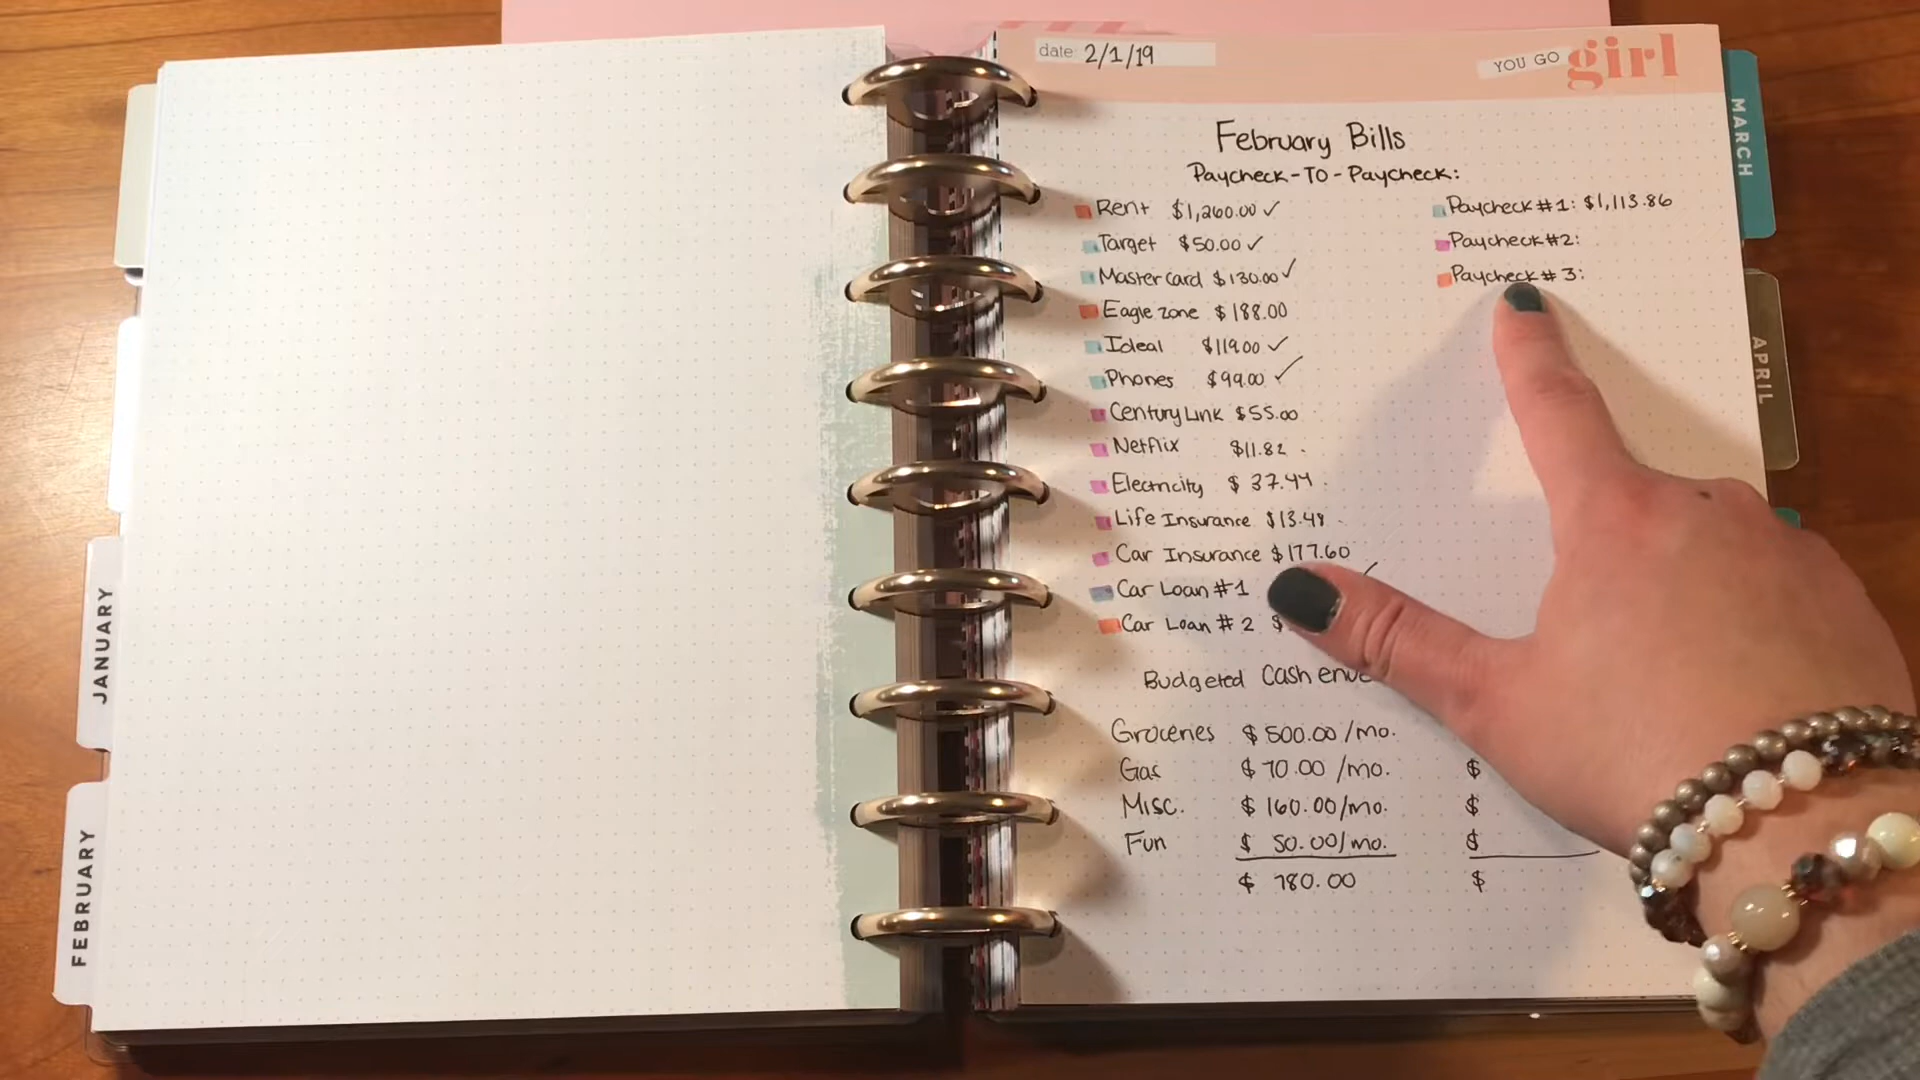 date: 2/1/19
YOU GO girl
February Bills
Paycheck-To-Paycheck:
Rent $1,260.00 ✓
Target $50.00 ✓
Mastercard $130.00 ✓
Eagle Zone $188.00
Ideal $119.00 ✓
Phones $99.00 ✓
Century Link $55.00
Netflix $11.82
Electricity $37.44
Life Insurance $13.48
Car Insurance $177.60
Car Loan #1
Car Loan #2 $
Paycheck #1: $1,113.86
Paycheck #2:
Paycheck #3:
Budgeted Cash
Groceries $500.00/mo.
Gas $70.00/mo. $
Misc. $160.00/mo. $
Fun $50.00/mo. $
$780.00 $
MARCH
APRIL
JANUARY
FEBRUARY